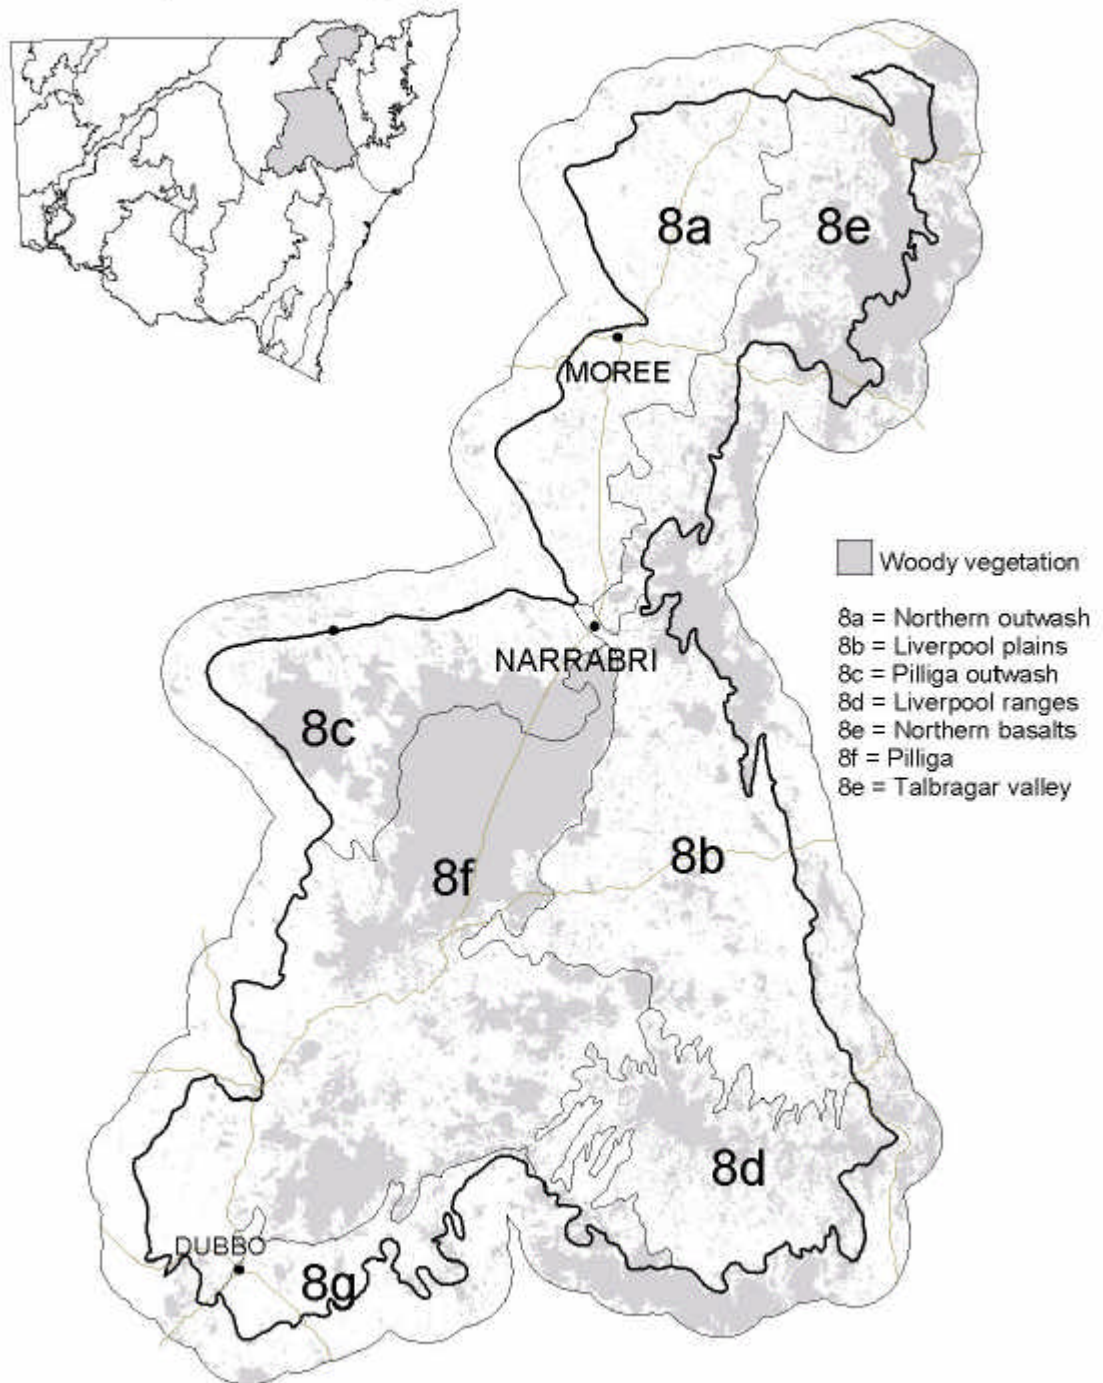 8a
8e
MOREE
Woody vegetation
8a = Northern outwash
8b = Liverpool plains
8c = Pilliga outwash
8d = Liverpool ranges
8e = Northern basalts
8f = Pilliga
8e = Talbragar valley
NARRABRI
8c
8f
8b
8d
DUBBO
8g